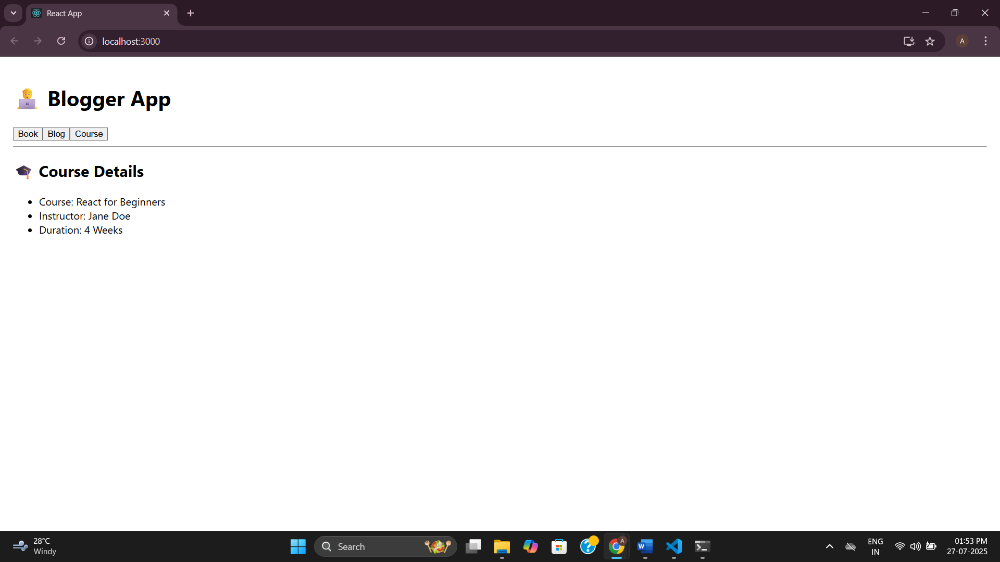 React App
localhost:3000
A
Blogger App
Book Blog Course
Course Details
Course: React for Beginners
Instructor: Jane Doe
Duration: 4 Weeks
28°C
Windy
Search
A
W
ENG
IN
01:53 PM
27-07-2025